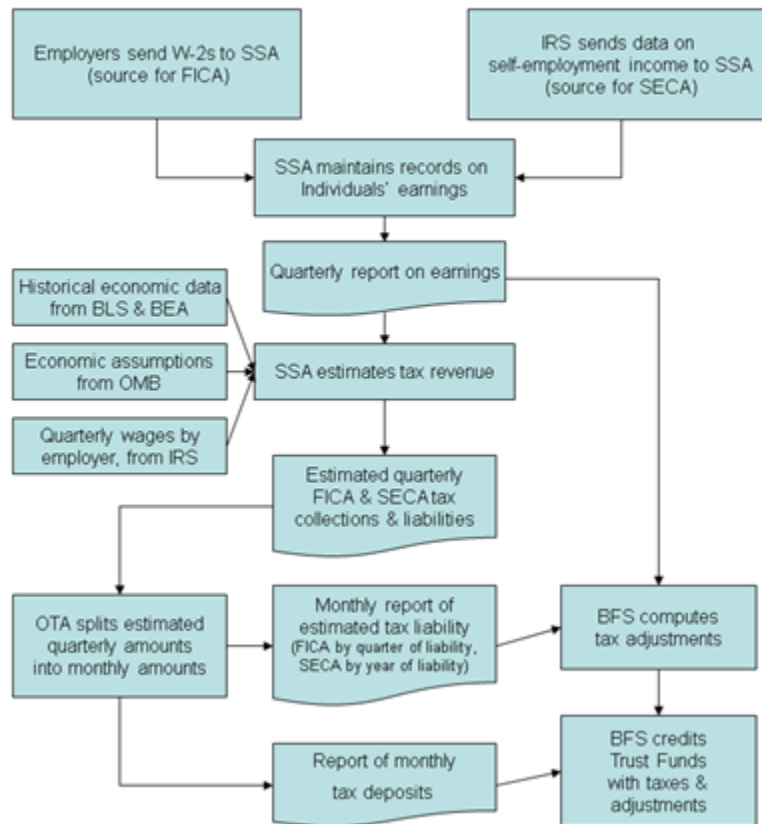 Employers send W-2s to SSA
(source for FICA)
IRS sends data on
self-employment income to SSA
(source for SECA)
SSA maintains records on
Individuals' earnings
Quarterly report on earnings
Historical economic data
from BLS & BEA
Economic assumptions
from OMB
SSA estimates tax revenue
Quarterly wages by
employer, from IRS
Estimated quarterly
FICA & SECA tax
collections & liabilities
OTA splits estimated
quarterly amounts
into monthly amounts
Monthly report of
estimated tax liability
(FICA by quarter of liability,
SECA by year of liability)
BFS computes
tax adjustments
Report of monthly
tax deposits
BFS credits
Trust Funds
with taxes &
adjustments